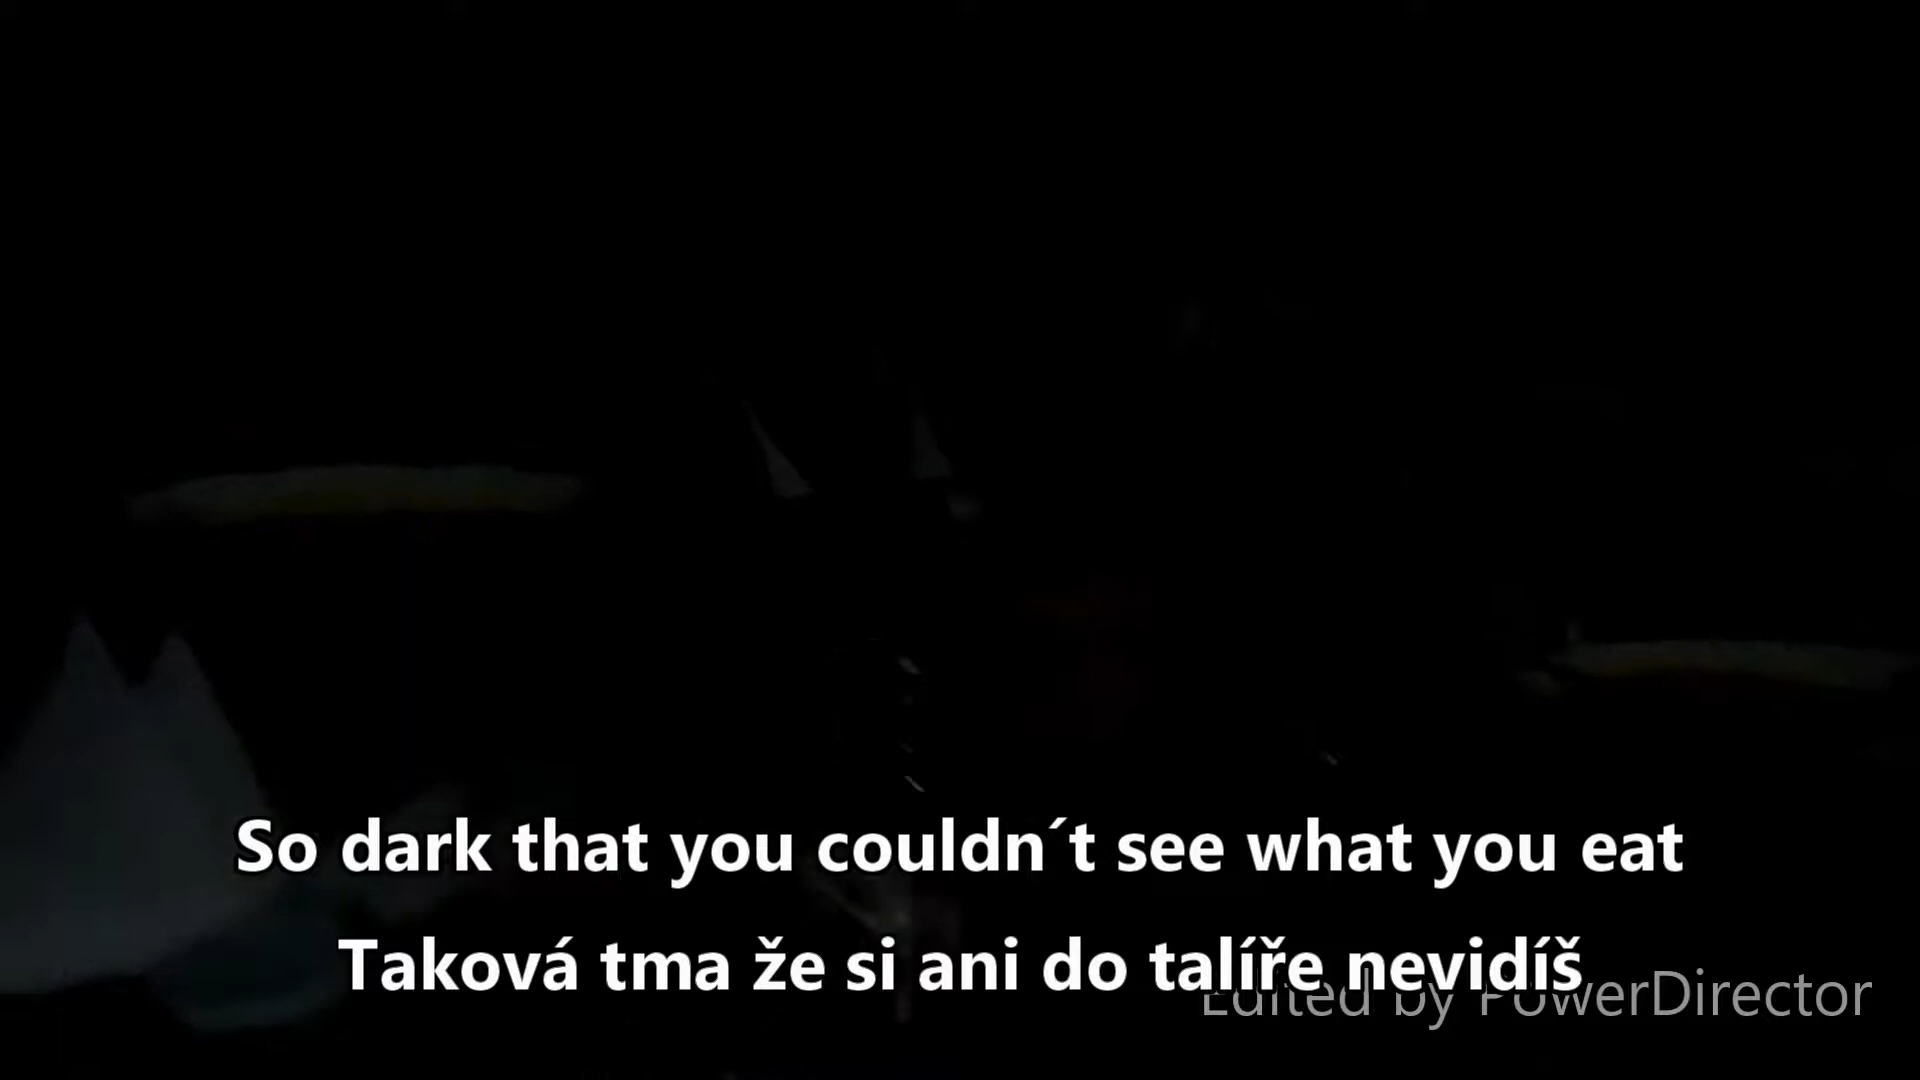 So dark that you couldn´t see what you eat
Taková tma že si ani do talíře nevidíš
Edited by PowerDirector